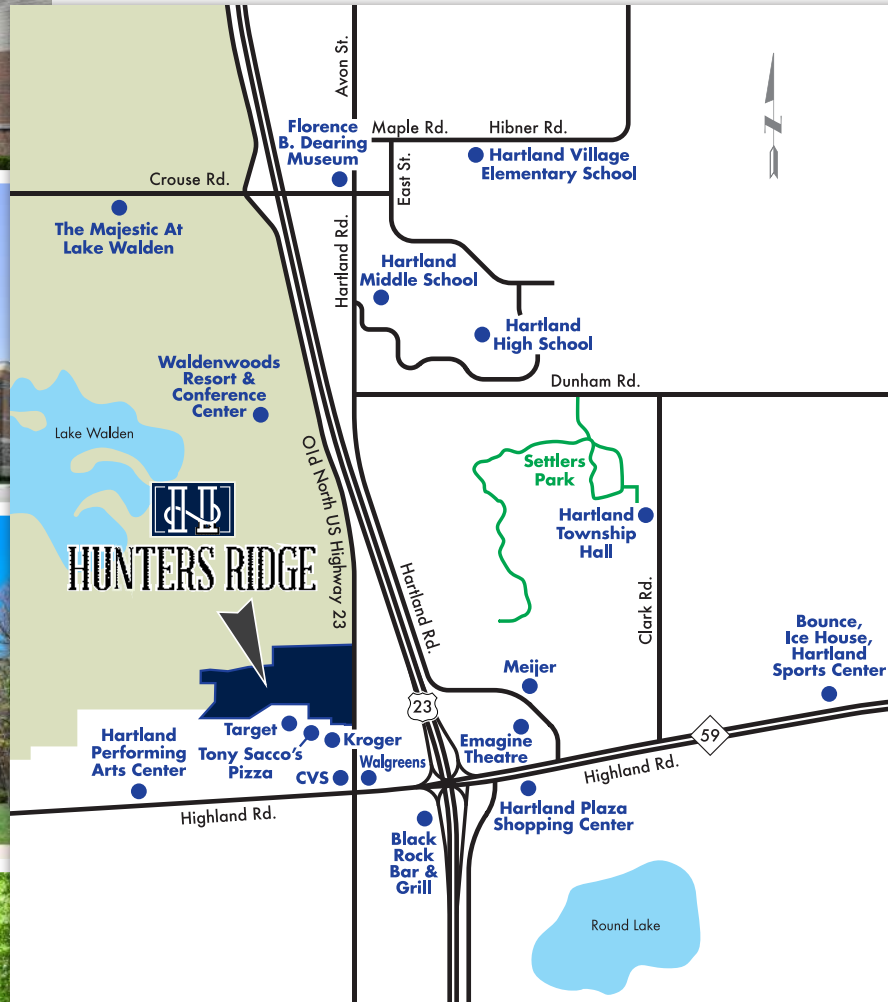 Avon St.
Florence
B. Dearing
Museum
Maple Rd.
Hibner Rd.
N
Hartland Village
Elementary School
East St.
Crouse Rd.
The Majestic At
Lake Walden
Hartland Rd.
Hartland
Middle School
Hartland
High School
Waldenwoods
Resort &
Conference
Center
Dunham Rd.
Lake Walden
Old North US Highway 23
Settlers
Park
Hartland
Township
Hall
H
HUNTERS RIDGE
Hartland Rd.
Clark Rd.
Bounce,
Ice House,
Hartland
Sports Center
Meijer
23
59
Target
Tony Sacco's
Pizza
Kroger
Emagine
Theatre
Hartland
Performing
Arts Center
CVS
Walgreens
Highland Rd.
Highland Rd.
Hartland Plaza
Shopping Center
Black
Rock
Bar &
Grill
Round Lake